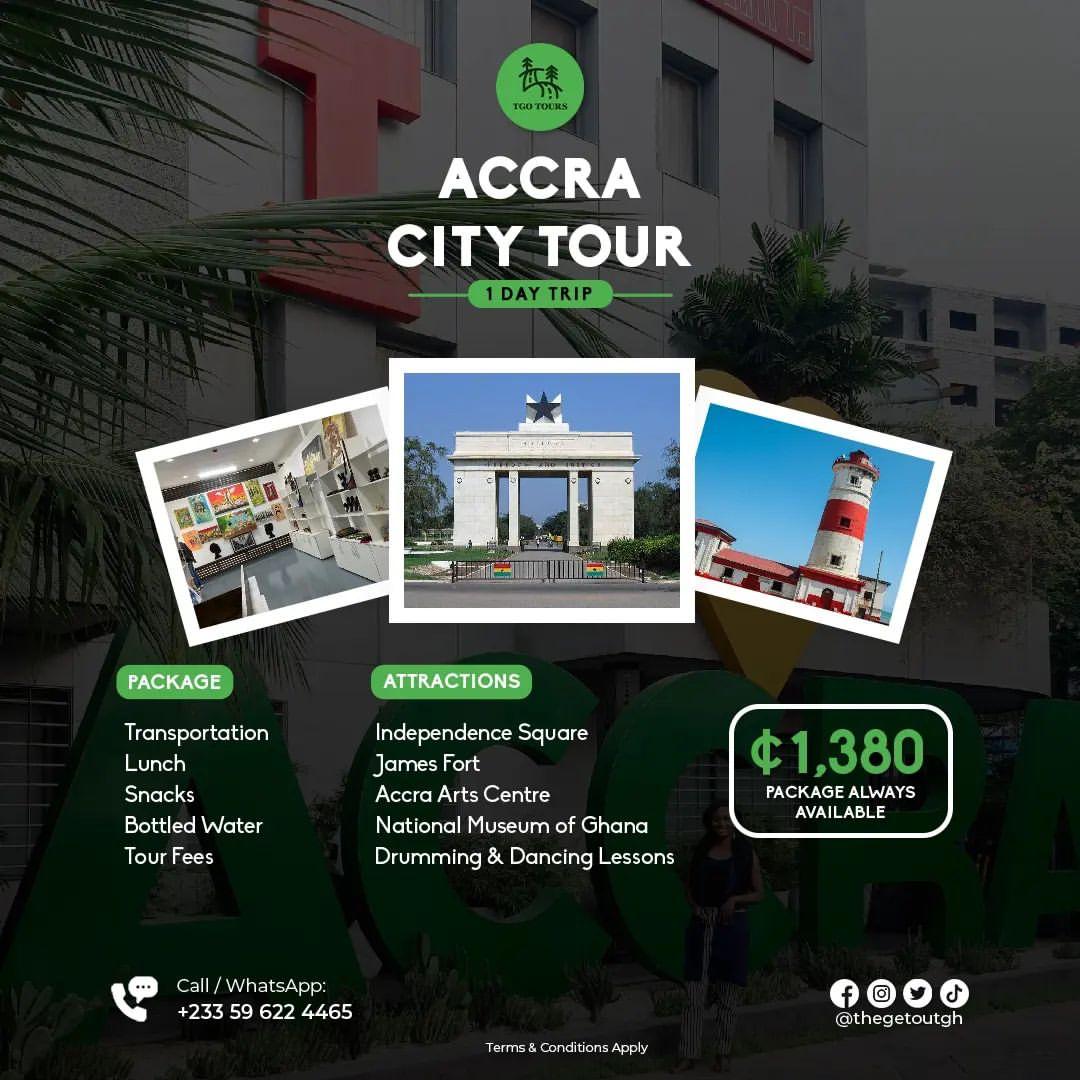 TGO TOURS
ACCRA
CITY TOUR
1 DAY TRIP
PACKAGE
Transportation
Lunch
Snacks
Bottled Water
Tour Fees
ATTRACTIONS
Independence Square
James Fort
Accra Arts Centre
National Museum of Ghana
Drumming & Dancing Lessons
₵1,380
PACKAGE ALWAYS
AVAILABLE
Call / WhatsApp:
+233 59 622 4465
@thegetoutgh
Terms & Conditions Apply
ACCRA